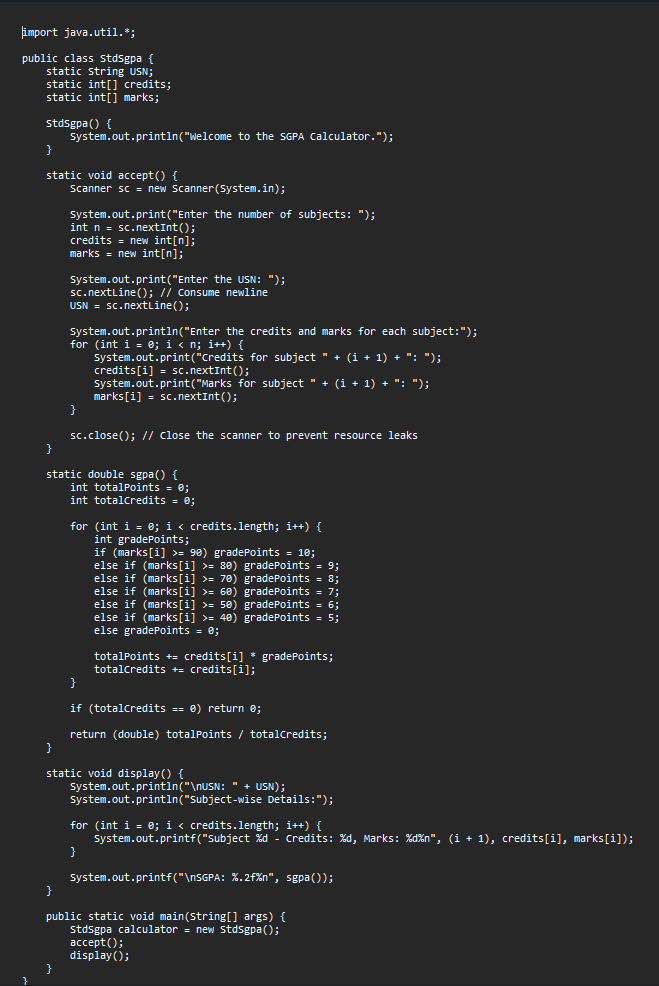 import java.util.*;

public class StdSgpa {
    static String USN;
    static int[] credits;
    static int[] marks;

    StdSgpa() {
        System.out.println("Welcome to the SGPA Calculator.");
    }

    static void accept() {
        Scanner sc = new Scanner(System.in);

        System.out.print("Enter the number of subjects: ");
        int n = sc.nextInt();
        credits = new int[n];
        marks = new int[n];

        System.out.print("Enter the USN: ");
        sc.nextLine(); // Consume newline
        USN = sc.nextLine();

        System.out.println("Enter the credits and marks for each subject:");
        for (int i = 0; i < n; i++) {
            System.out.print("Credits for subject " + (i + 1) + ": ");
            credits[i] = sc.nextInt();
            System.out.print("Marks for subject " + (i + 1) + ": ");
            marks[i] = sc.nextInt();
        }

        sc.close(); // Close the scanner to prevent resource leaks
    }

    static double sgpa() {
        int totalPoints = 0;
        int totalCredits = 0;

        for (int i = 0; i < credits.length; i++) {
            int gradePoints;
            if (marks[i] >= 90) gradePoints = 10;
            else if (marks[i] >= 80) gradePoints = 9;
            else if (marks[i] >= 70) gradePoints = 8;
            else if (marks[i] >= 60) gradePoints = 7;
            else if (marks[i] >= 50) gradePoints = 6;
            else if (marks[i] >= 40) gradePoints = 5;
            else gradePoints = 0;

            totalPoints += credits[i] * gradePoints;
            totalCredits += credits[i];
        }

        if (totalCredits == 0) return 0;

        return (double) totalPoints / totalCredits;
    }

    static void display() {
        System.out.println("\nUSN: " + USN);
        System.out.println("Subject-wise Details:");

        for (int i = 0; i < credits.length; i++) {
            System.out.printf("Subject %d - Credits: %d, Marks: %d%n", (i + 1), credits[i], marks[i]);
        }

        System.out.printf("\nSGPA: %.2f%n", sgpa());
    }

    public static void main(String[] args) {
        StdSgpa calculator = new StdSgpa();
        accept();
        display();
    }
}